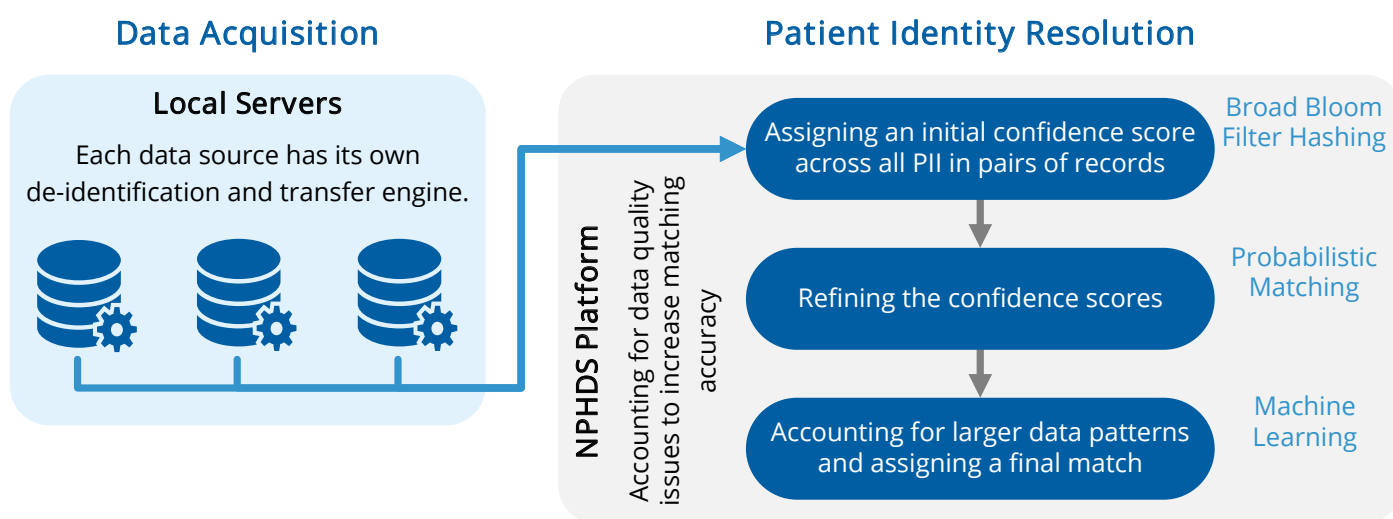 Data Acquisition
Local Servers
Each data source has its own
de-identification and transfer engine.
Patient Identity Resolution
NPHDS Platform
Accounting for data quality
issues to increase matching
accuracy
Assigning an initial confidence score
across all PII in pairs of records
Broad Bloom
Filter Hashing
Refining the confidence scores
Probabilistic
Matching
Accounting for larger data patterns
and assigning a final match
Machine
Learning